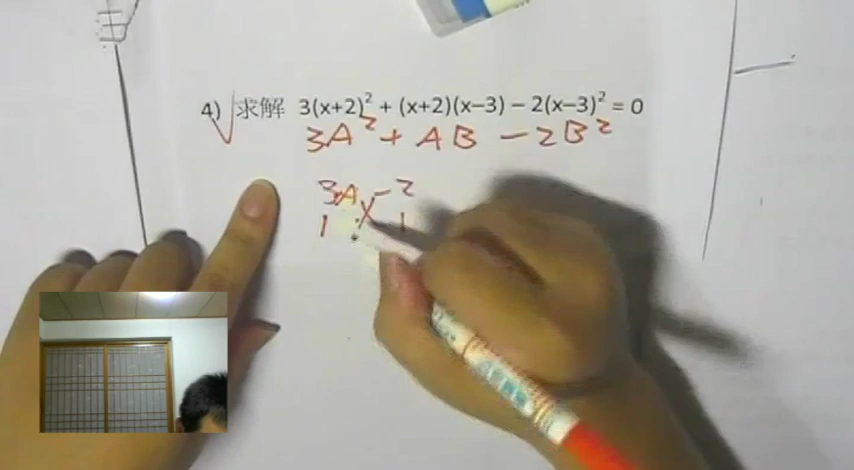 4) 求解 3(x+2)² + (x+2)(x−3) − 2(x−3)² = 0
3A² + AB − 2B²
3A − 2
1 1